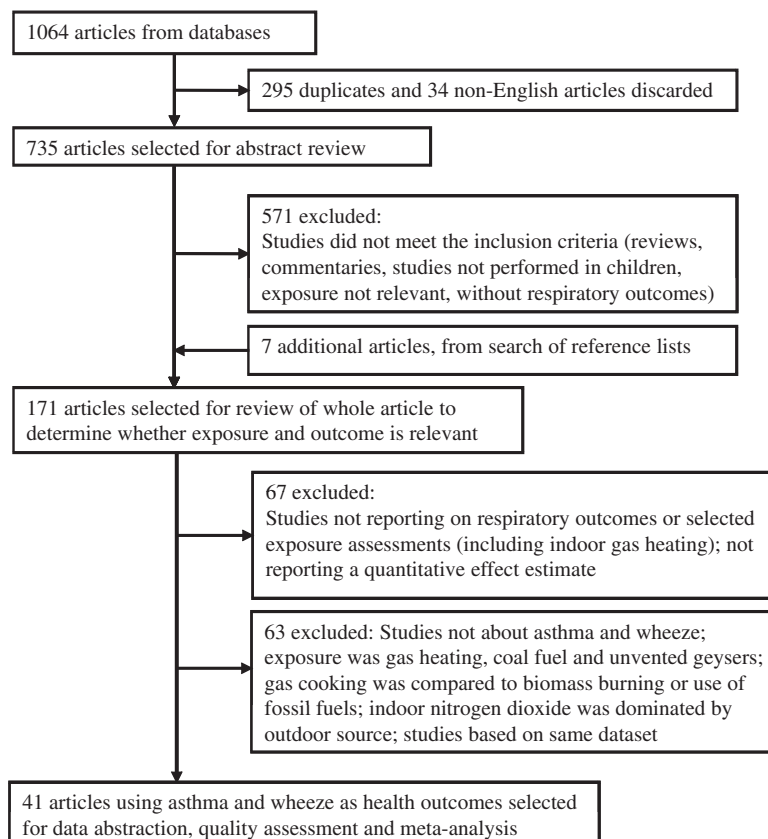 1064 articles from databases
295 duplicates and 34 non-English articles discarded
735 articles selected for abstract review
571 excluded:
Studies did not meet the inclusion criteria (reviews,
commentaries, studies not performed in children,
exposure not relevant, without respiratory outcomes)
7 additional articles, from search of reference lists
171 articles selected for review of whole article to
determine whether exposure and outcome is relevant
67 excluded:
Studies not reporting on respiratory outcomes or selected
exposure assessments (including indoor gas heating); not
reporting a quantitative effect estimate
63 excluded: Studies not about asthma and wheeze;
exposure was gas heating, coal fuel and unvented geysers;
gas cooking was compared to biomass burning or use of
fossil fuels; indoor nitrogen dioxide was dominated by
outdoor source; studies based on same dataset
41 articles using asthma and wheeze as health outcomes selected
for data abstraction, quality assessment and meta-analysis